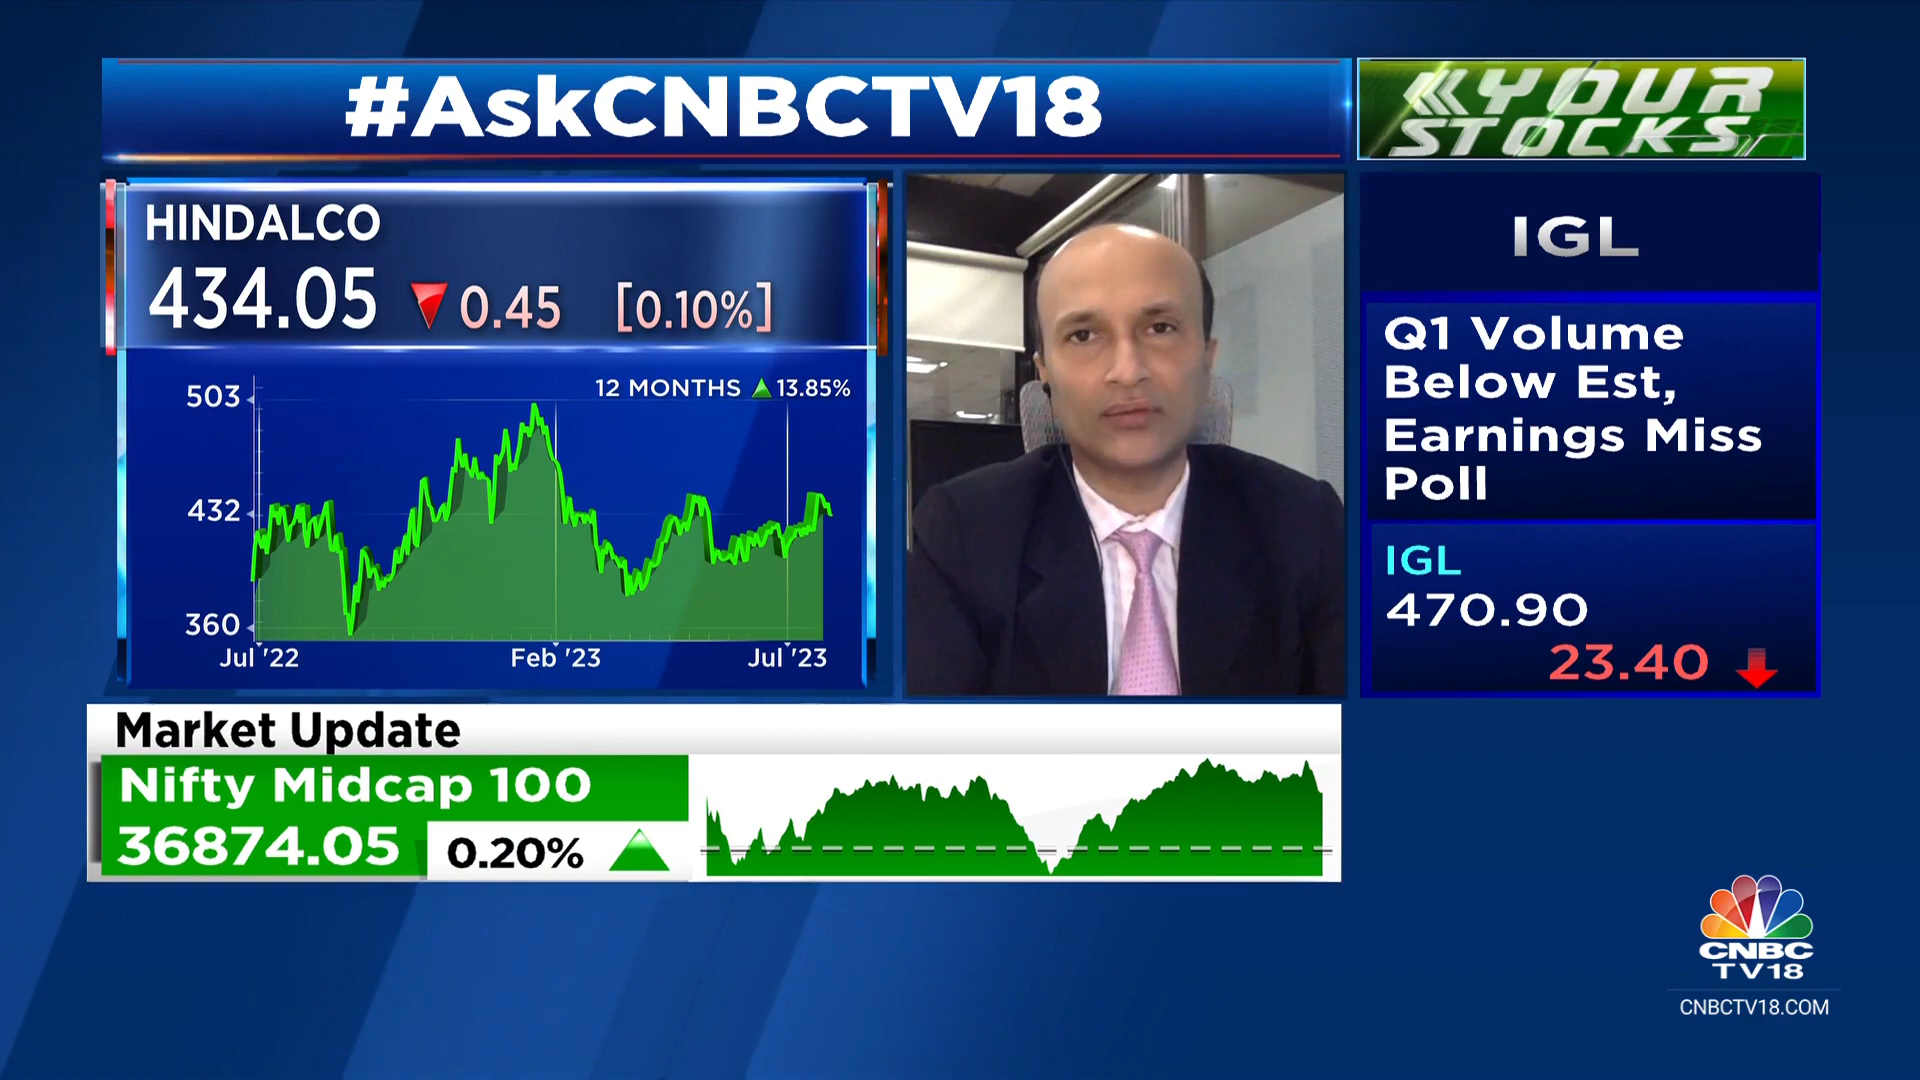 #AskCNBCTV18
YOUR
STOCKS
HINDALCO
434.05 ▼ 0.45 [0.10%]
12 MONTHS ▲ 13.85%
503
432
360
Jul '22 Feb '23 Jul '23
IGL
Q1 Volume
Below Est,
Earnings Miss
Poll
IGL
470.90
23.40
Market Update
Nifty Midcap 100
36874.05 0.20%
CNBC
TV18
CNBCTV18.COM